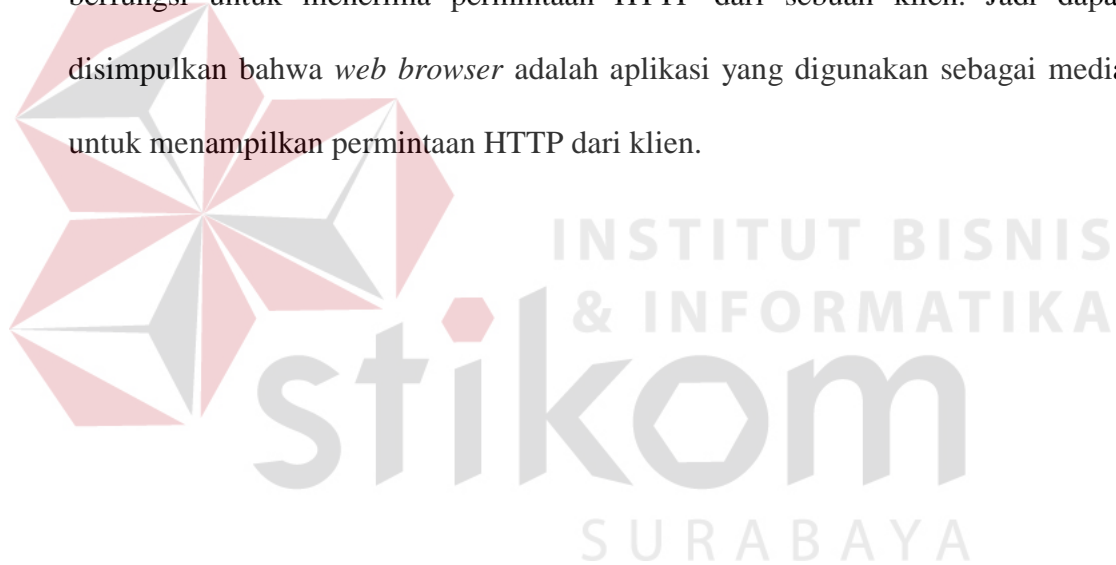 berfungsi untuk menerima permintaan HTTP dari sebuah klien. Jadi dapa
disimpulkan bahwa web browser adalah aplikasi yang digunakan sebagai media
untuk menampilkan permintaan HTTP dari klien.
INSTITUT BISNIS
& INFORMATIKA
stikom
SURABAYA